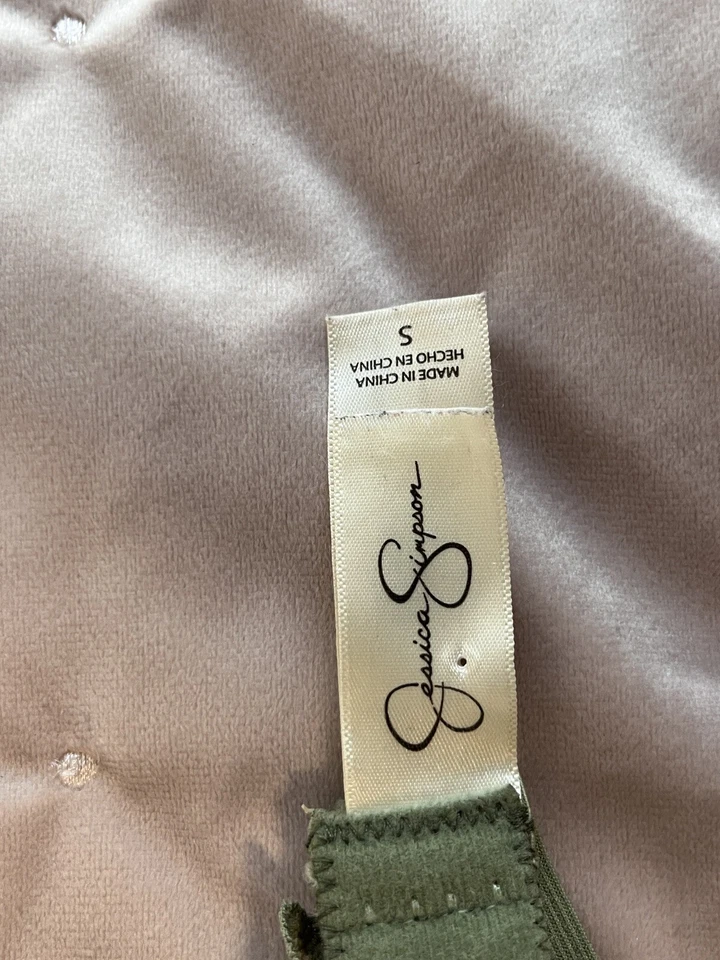 Jessica Simpson
MADE IN CHINA
HECHO EN CHINA
S